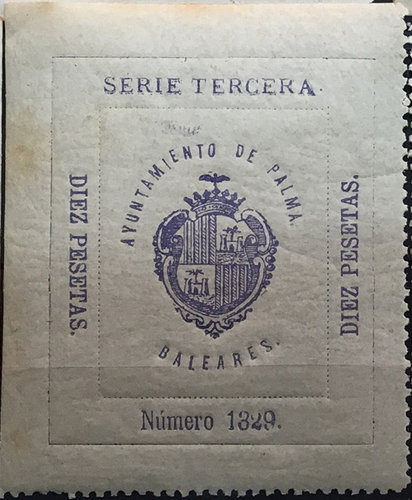 SERIE TERCERA.
DIEZ PESETAS.
AYUNTAMIENTO DE PALMA.
BALEARES.
DIEZ PESETAS.
Número 1329.